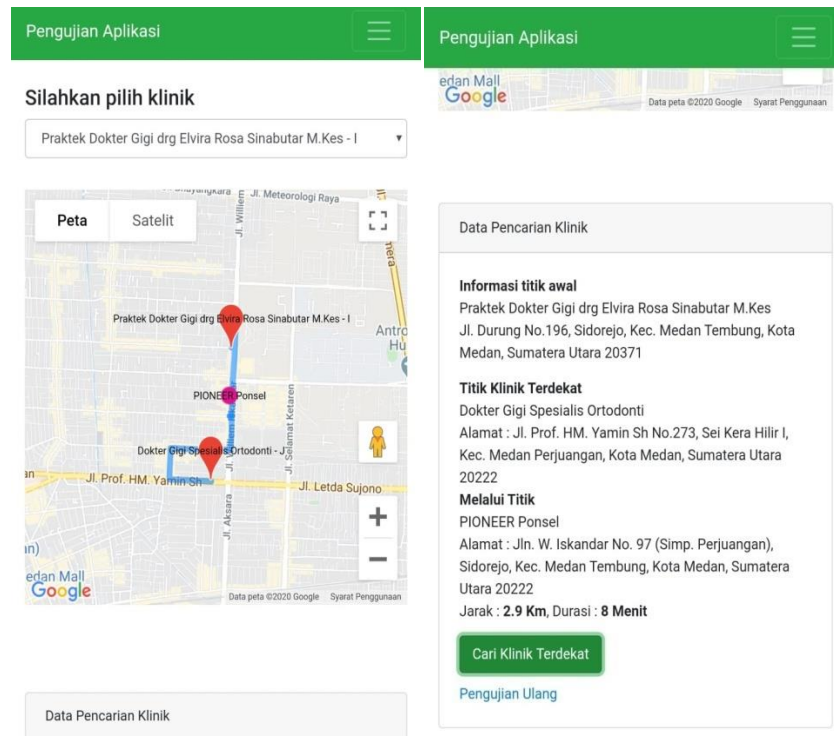 Pengujian Aplikasi
Silahkan pilih klinik
Praktek Dokter Gigi drg Elvira Rosa Sinabutar M.Kes - I
Jl. Meteorologi Raya
Peta
Satelit
Jl. Williem
Praktek Dokter Gigi drg Elvira Rosa Sinabutar M.Kes - I
PIONEER Ponsel
Jl. Selamat Ketaren
Dokter Gigi Spesialis Ortodonti - J
Jl. Prof. HM. Yamin Sh
Jl. Letda Sujono
Jl. Aksara
edan Mall
Google
Data peta ©2020 Google
Syarat Penggunaan
Data Pencarian Klinik
Pengujian Aplikasi
edan Mall
Google
Data peta ©2020 Google
Syarat Penggunaan
Data Pencarian Klinik
Informasi titik awal
Praktek Dokter Gigi drg Elvira Rosa Sinabutar M.Kes
Jl. Durung No.196, Sidorejo, Kec. Medan Tembung, Kota
Medan, Sumatera Utara 20371
Titik Klinik Terdekat
Dokter Gigi Spesialis Ortodonti
Alamat : Jl. Prof. HM. Yamin Sh No.273, Sei Kera Hilir I,
Kec. Medan Perjuangan, Kota Medan, Sumatera Utara
20222
Melalui Titik
PIONEER Ponsel
Alamat : Jln. W. Iskandar No. 97 (Simp. Perjuangan),
Sidorejo, Kec. Medan Tembung, Kota Medan, Sumatera
Utara 20222
Jarak : 2.9 Km, Durasi : 8 Menit
Cari Klinik Terdekat
Pengujian Ulang